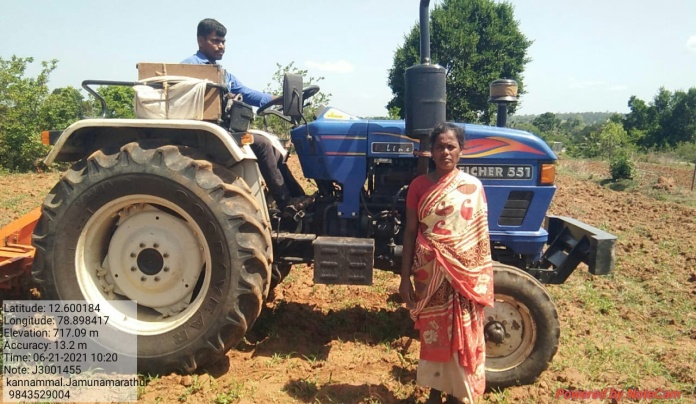 EICHER 551
Latitude: 12.600184
Longitude: 78.898417
Elevation: 717.09 m
Accuracy: 13.2 m
Time: 06-21-2021 10:20
Note: J3001455
kannammal.Jamunamarathur
9843529004
Powered by NoteCam